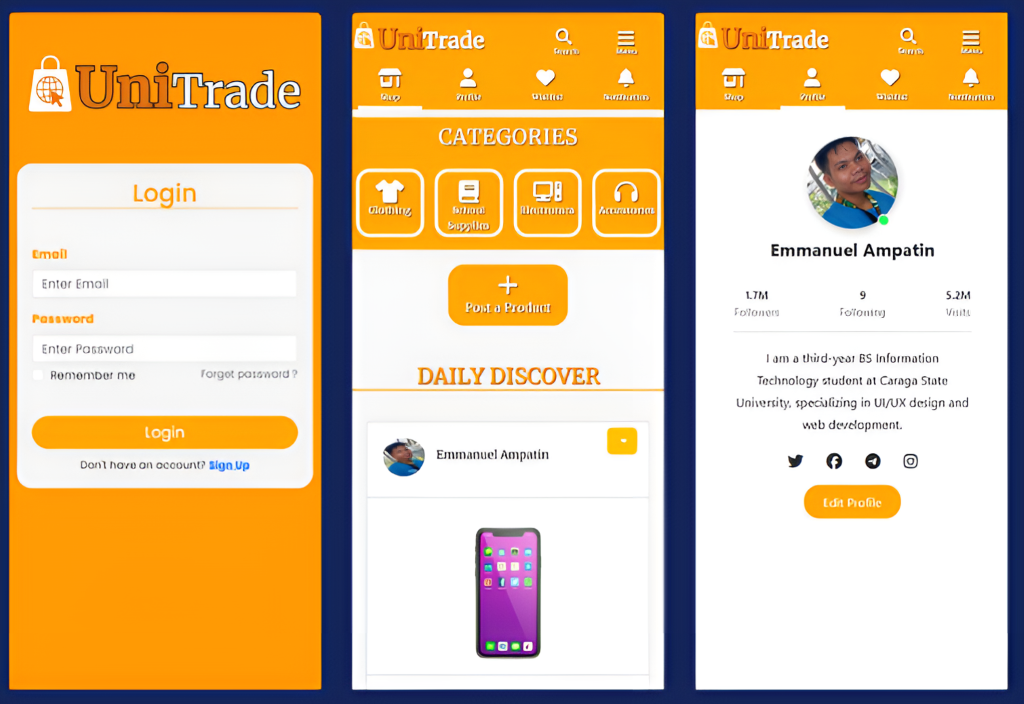 UniTrade
Login
Email
Enter Email
Password
Enter Password
Remember me
Forget password ?
Login
Don't have an account? Sign Up
UniTrade
Search
Menu
Shop
Profile
Wishlist
Notification
CATEGORIES
Clothing
School
Supplies
Electronics
Accessories
Post a Product
DAILY DISCOVER
Emmanuel Ampatin
UniTrade
Search
Menu
Shop
Profile
Wishlist
Notification
Emmanuel Ampatin
1.7M
Followers
9
Following
5.2M
Visits
I am a third-year BS Information
Technology student at Caraga State
University, specializing in UI/UX design and
web development.
Edit Profile